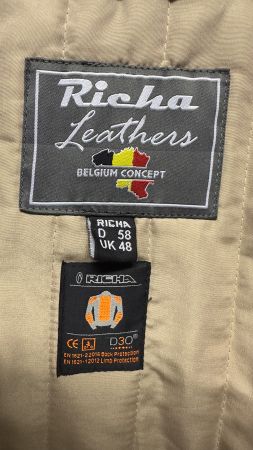 Richa
Leathers
BELGIUM CONCEPT
RICHA
D 58
UK 48
RICHA
CE
D3O®
EN 1621-2:2014 Back Protection
EN 1621-1:2012 Limb Protection